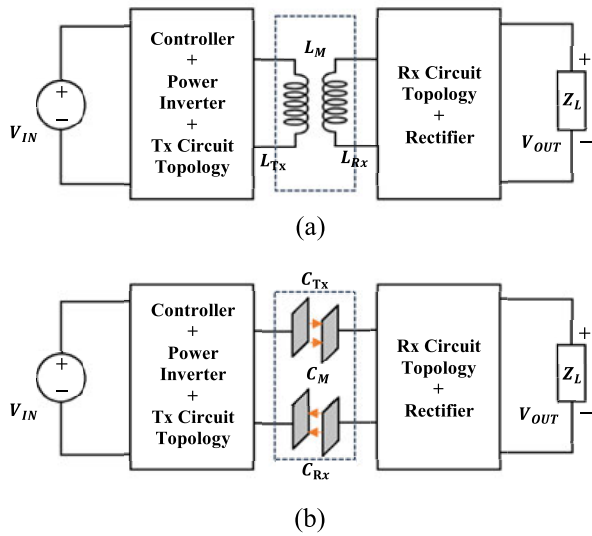 Controller
+
Power
Inverter
+
Tx Circuit
Topology
L_M
L_Tx
L_Rx
Rx Circuit
Topology
+
Rectifier
+
−
V_IN
+
Z_L
V_OUT −
(a)
C_Tx
Controller
+
Power
Inverter
+
Tx Circuit
Topology
C_M
C_Rx
Rx Circuit
Topology
+
Rectifier
+
−
V_IN
+
Z_L
V_OUT −
(b)